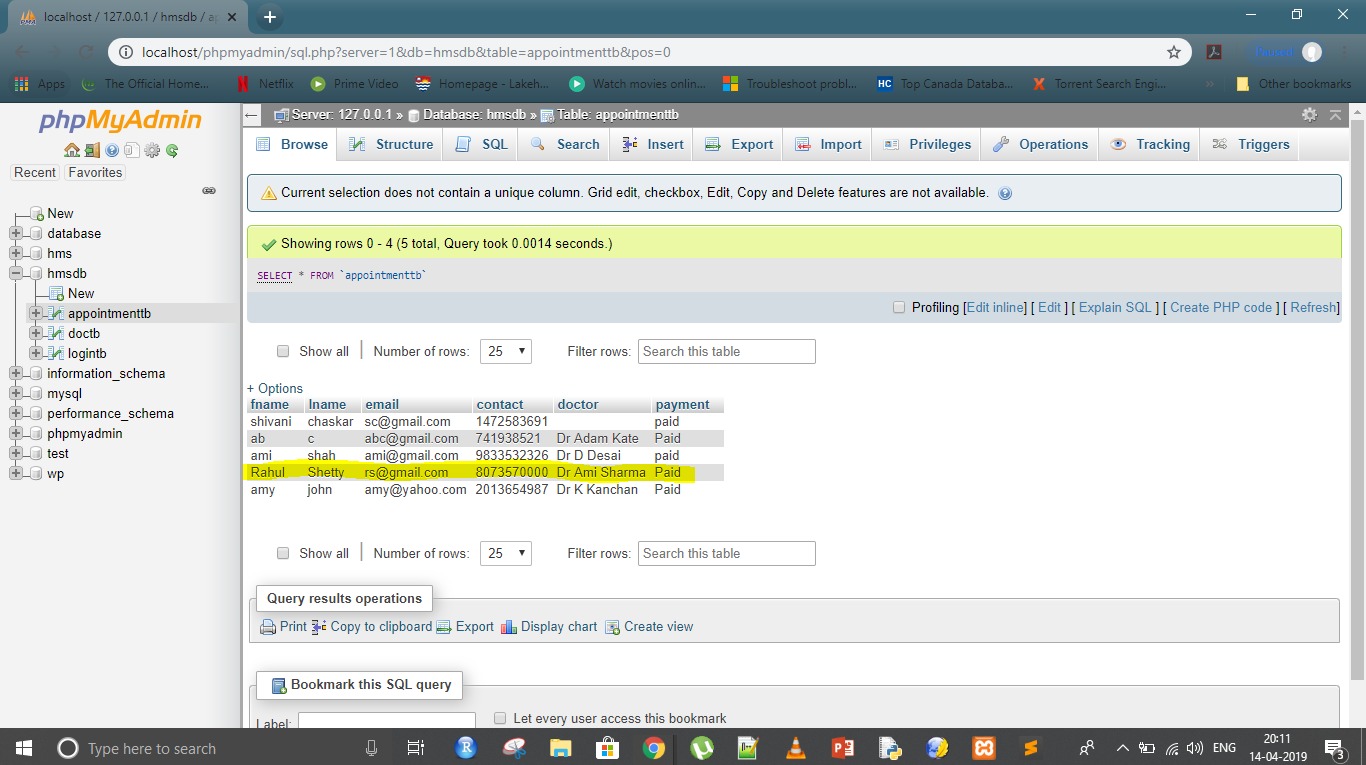 localhost / 127.0.0.1 / hmsdb / ap
localhost/phpmyadmin/sql.php?server=1&db=hmsdb&table=appointmenttb&pos=0
Paused
Apps The Official Home... Netflix Prime Video Homepage - Lakeh... Watch movies onlin... Troubleshoot probl... HC Top Canada Databa... Torrent Search Engi... » Other bookmarks
phpMyAdmin
Recent Favorites
New
database
hms
hmsdb
New
appointmenttb
doctb
logintb
information_schema
mysql
performance_schema
phpmyadmin
test
wp
Server: 127.0.0.1 » Database: hmsdb » Table: appointmenttb
Browse Structure SQL Search Insert Export Import Privileges Operations Tracking Triggers
Current selection does not contain a unique column. Grid edit, checkbox, Edit, Copy and Delete features are not available.
Showing rows 0 - 4 (5 total, Query took 0.0014 seconds.)
SELECT * FROM `appointmenttb`
Profiling [Edit inline] [ Edit ] [ Explain SQL ] [ Create PHP code ] [ Refresh]
Show all | Number of rows: 25 Filter rows: Search this table
+ Options
fname lname email contact doctor payment
shivani chaskar sc@gmail.com 1472583691 paid
ab c abc@gmail.com 741938521 Dr Adam Kate Paid
ami shah ami@gmail.com 9833532326 Dr D Desai paid
Rahul Shetty rs@gmail.com 8073570000 Dr Ami Sharma Paid
amy john amy@yahoo.com 2013654987 Dr K Kanchan Paid
Show all | Number of rows: 25 Filter rows: Search this table
Query results operations
Print Copy to clipboard Export Display chart Create view
Bookmark this SQL query
Label: Let every user access this bookmark
Type here to search
ENG
20:11
14-04-2019
3